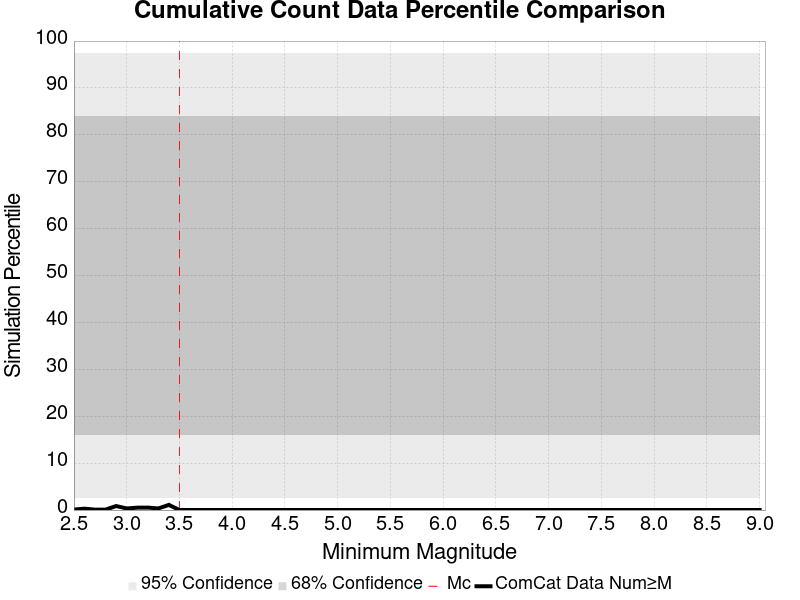 Cumulative Count Data Percentile Comparison
100
90
80
70
60
50
40
30
20
10
0
Simulation Percentile
2.5 3.0 3.5 4.0 4.5 5.0 5.5 6.0 6.5 7.0 7.5 8.0 8.5 9.0
Minimum Magnitude
95% Confidence 68% Confidence Mc ComCat Data Num≥M